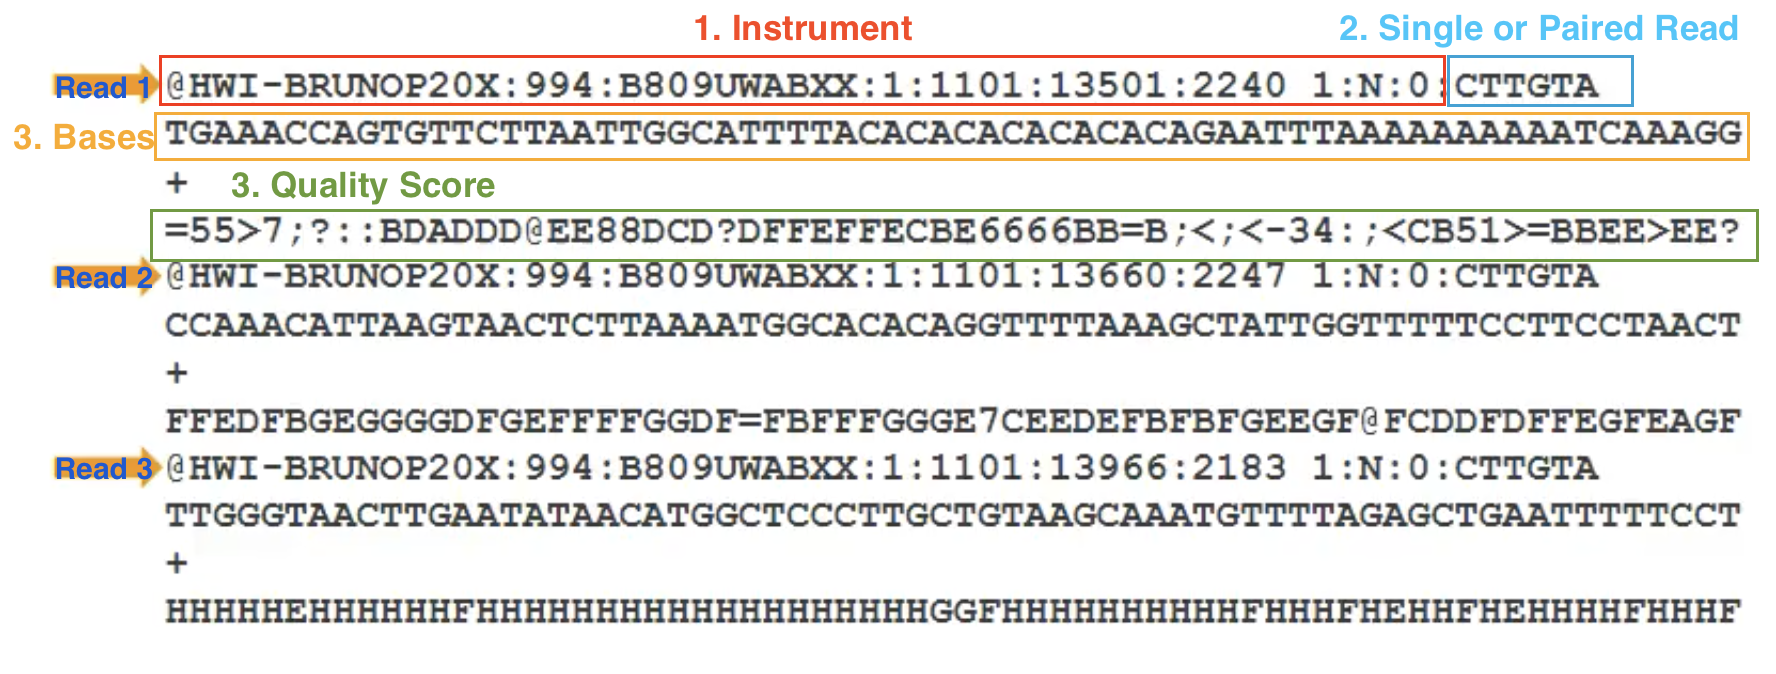 1. Instrument 2. Single or Paired Read
Read 1 @HWI-BRUNOP20X:994:B809UWABXX:1:1101:13501:2240 1:N:0:CTTGTA
3. Bases TGAAACCAGTGTTCTTAATTGGCATTTTACACACACACACACAGAATTTAAAAAAAAAATCAAAGG
+ 3. Quality Score
=55>7;?::BDADDD@EE88DCD?DFFEFFECBE6666BB=B;<;<-34:;<CB51>=BBEE>EE?
Read 2 @HWI-BRUNOP20X:994:B809UWABXX:1:1101:13660:2247 1:N:0:CTTGTA
CCAAACATTAAGTAACTCTTAAAATGGCACACAGGTTTTAAAGCTATTGGTTTTTCCTTCCTAACT
+
FFEDFBGEGGGGDFGEFFFFGGDF=FBFFFGGGE7CEEDEFBFBFGEEGF@FCDDFDFFEGFEAGF
Read 3 @HWI-BRUNOP20X:994:B809UWABXX:1:1101:13966:2183 1:N:0:CTTGTA
TTGGGTAACTTGAATATAACATGGCTCCCTTGCTGTAAGCAAATGTTTTAGAGCTGAATTTTTCCT
+
HHHHHEHHHHHHFHHHHHHHHHHHHHHHHHHHGGFHHHHHHHHHHFHHHFHEHHFHEHHHHFHHHF